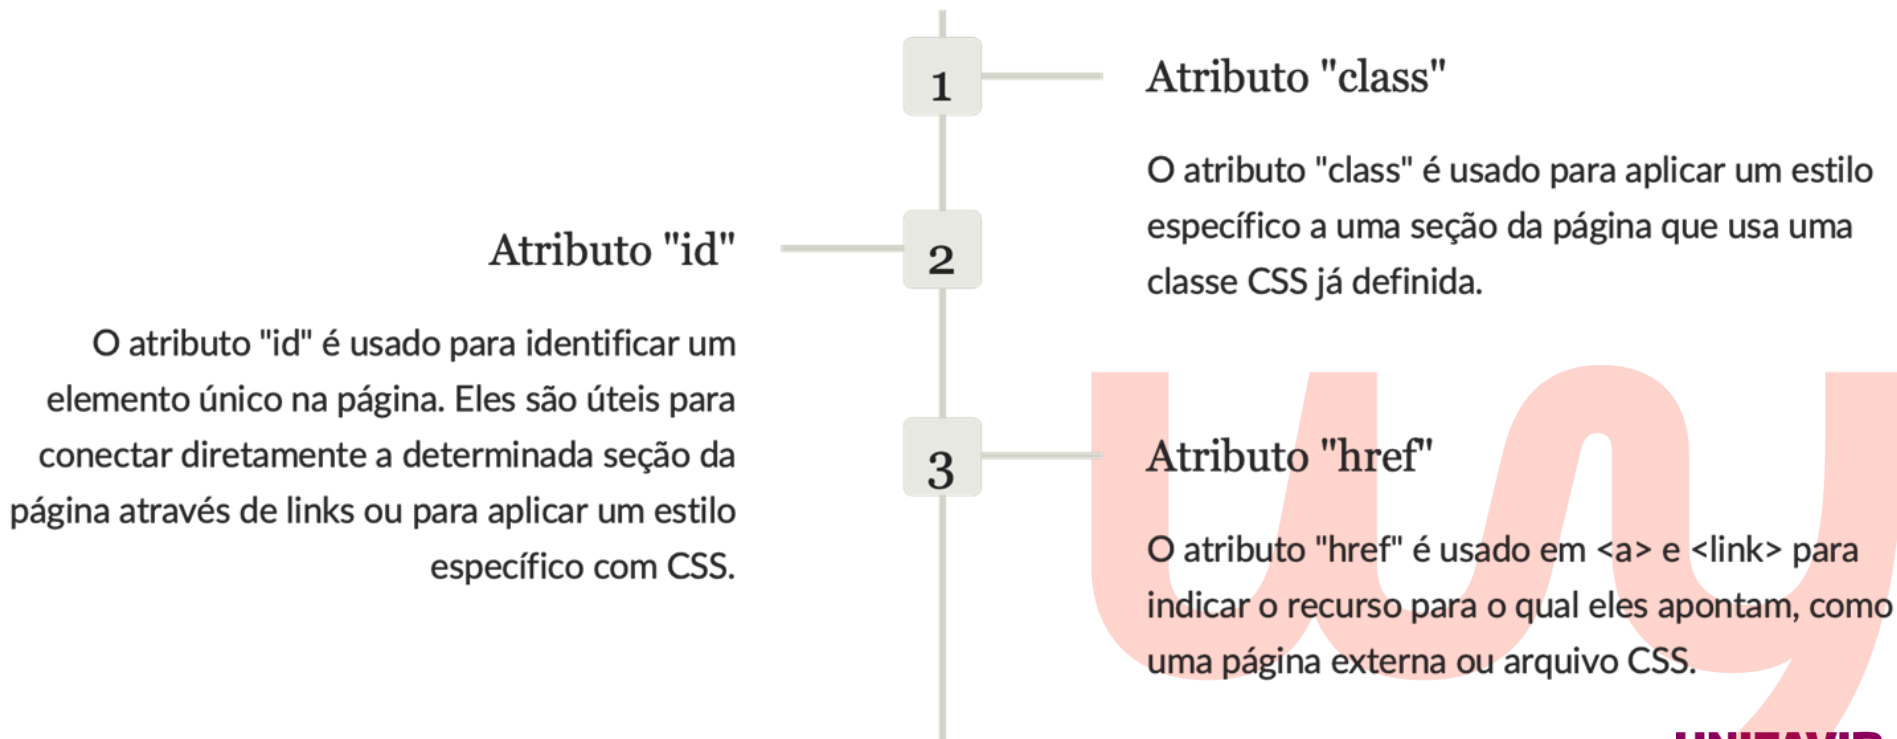 1
Atributo "class"
O atributo "class" é usado para aplicar um estilo
específico a uma seção da página que usa uma
classe CSS já definida.
2
Atributo "id"
O atributo "id" é usado para identificar um
elemento único na página. Eles são úteis para
conectar diretamente a determinada seção da
página através de links ou para aplicar um estilo
específico com CSS.
3
Atributo "href"
O atributo "href" é usado em <a> e <link> para
indicar o recurso para o qual eles apontam, como
uma página externa ou arquivo CSS.